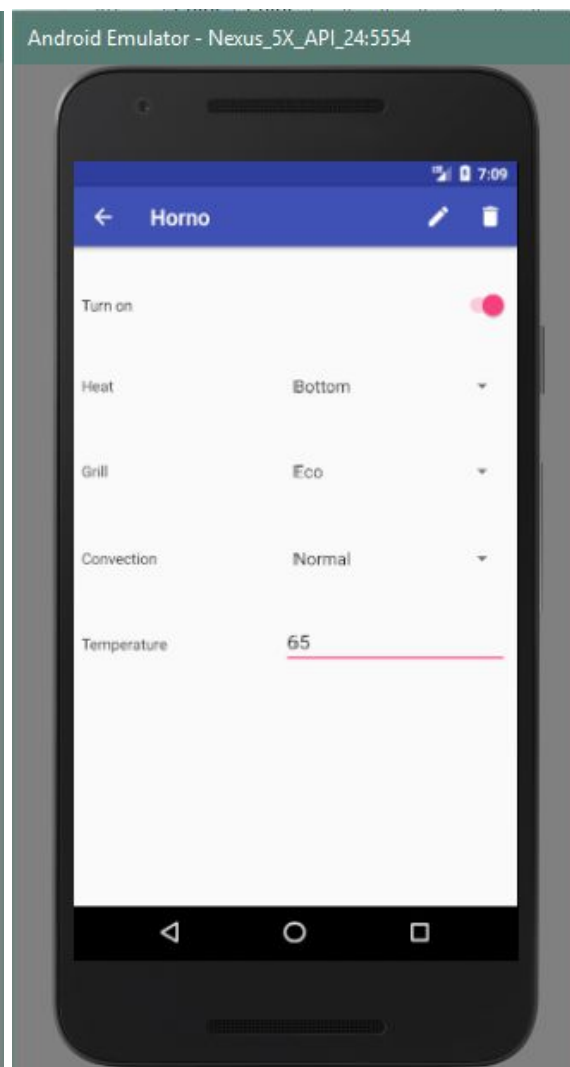 Android Emulator - Nexus_5X_API_24:5554
7:09
Horno
Turn on
Heat Bottom
Grill Eco
Convection Normal
Temperature 65